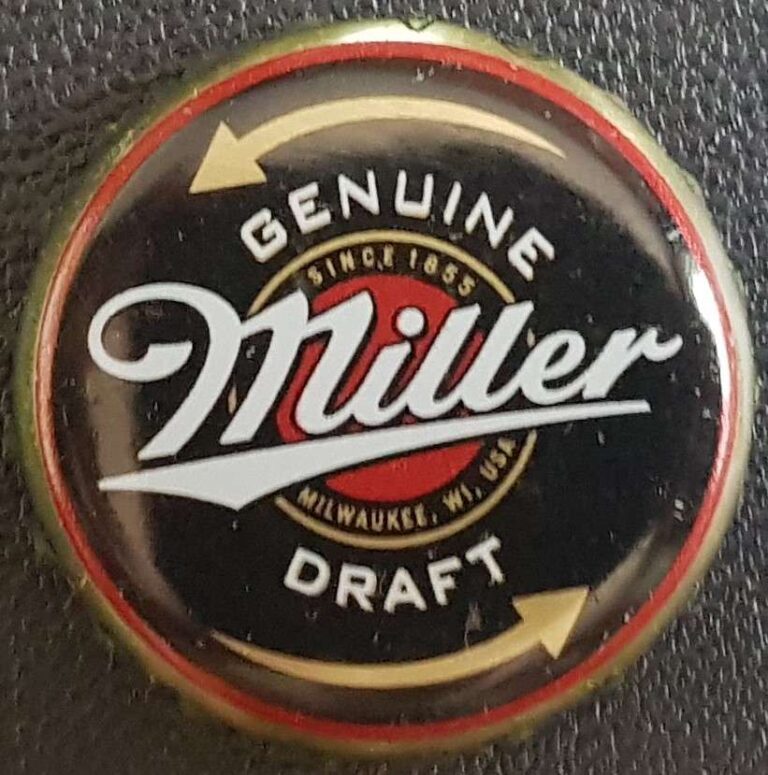 GENUINE
SINCE 1855
Miller
MILWAUKEE, WI, USA
DRAFT